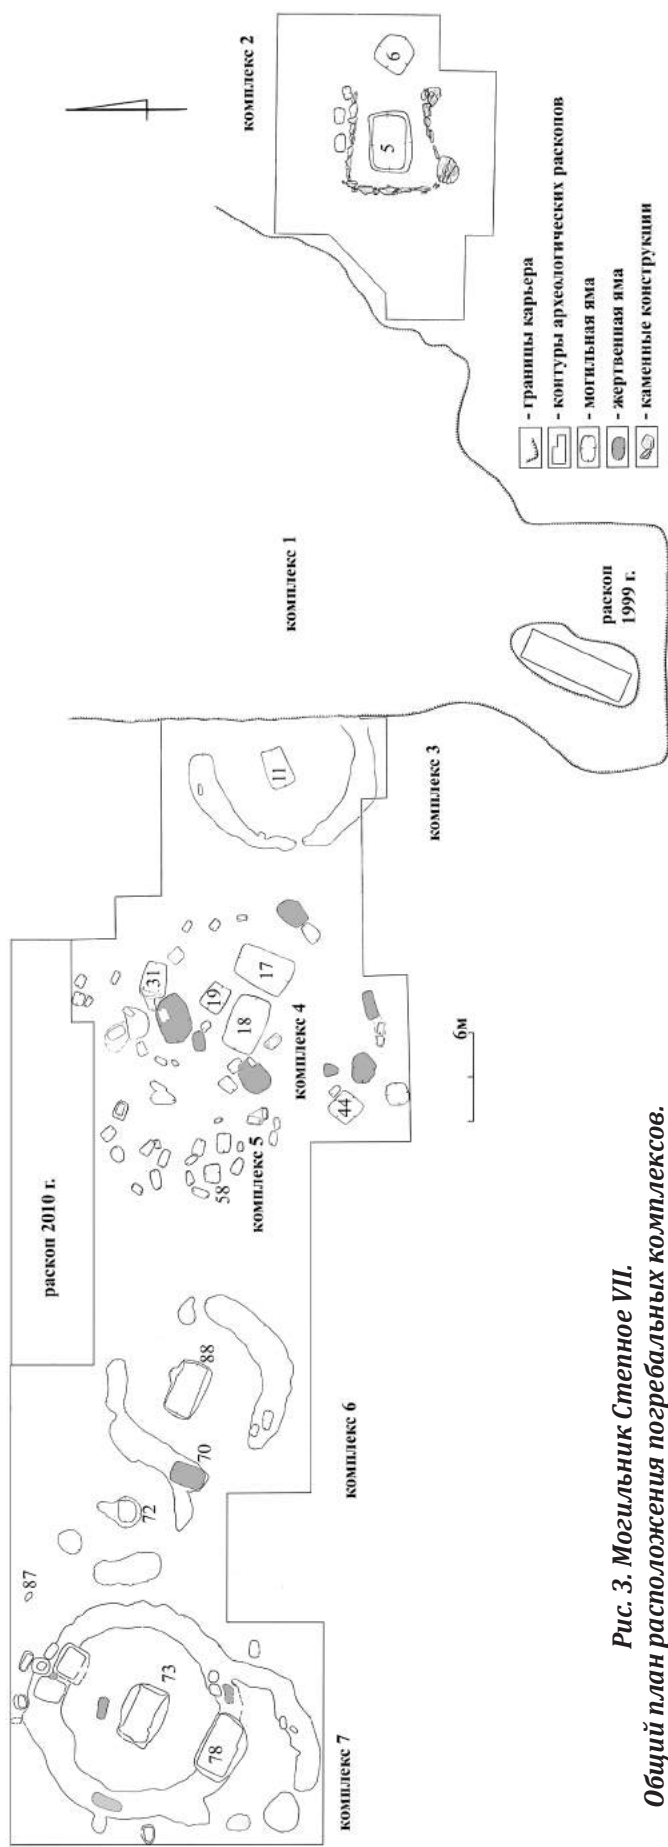 комплекс 7
73
78
87
72
70
88
комплекс 6
раскоп 2010 г.
58
комплекс 5
44
31
19
18
17
комплекс 4
6м
11
комплекс 3
комплекс 1
раскоп
1999 г.
комплекс 2
5
6
- границы карьера
- контуры археологических раскопов
- могильная яма
- жертвенная яма
- каменные конструкции
Рис. 3. Могильник Степное VII.
Общий план расположения погребальных комплексов.